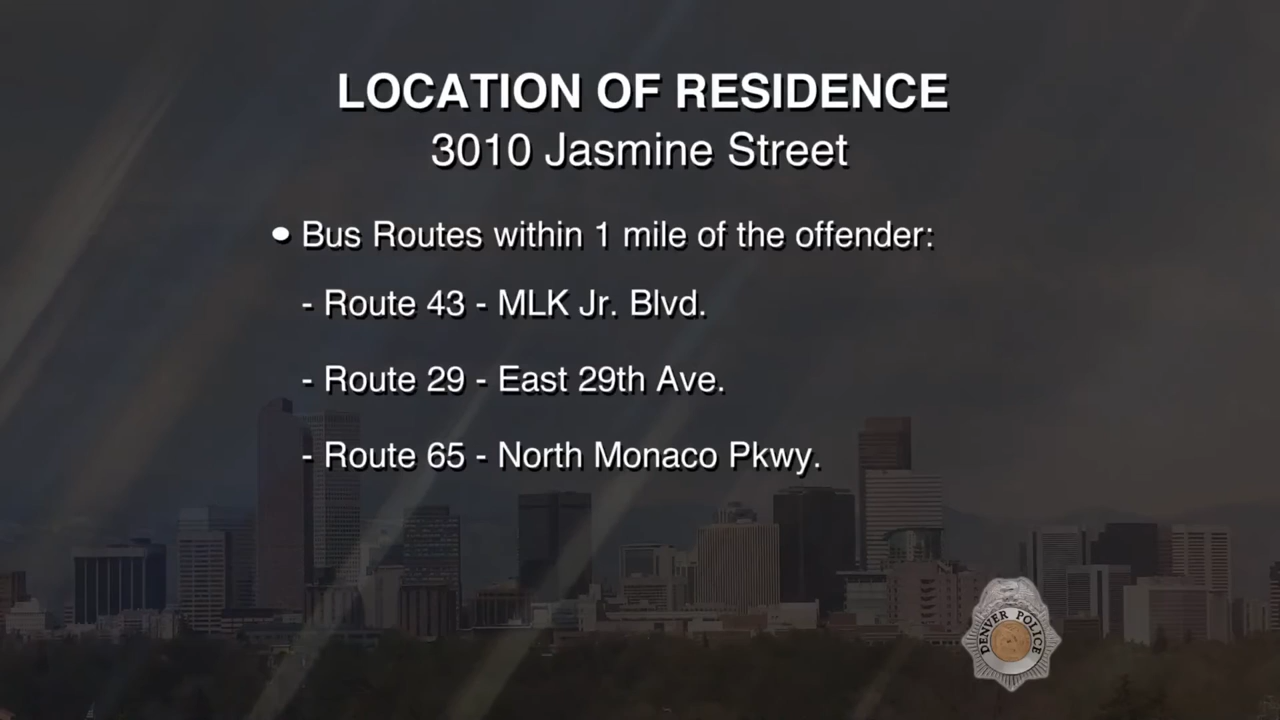 LOCATION OF RESIDENCE
3010 Jasmine Street
• Bus Routes within 1 mile of the offender:
- Route 43 - MLK Jr. Blvd.
- Route 29 - East 29th Ave.
- Route 65 - North Monaco Pkwy.
DENVER POLICE